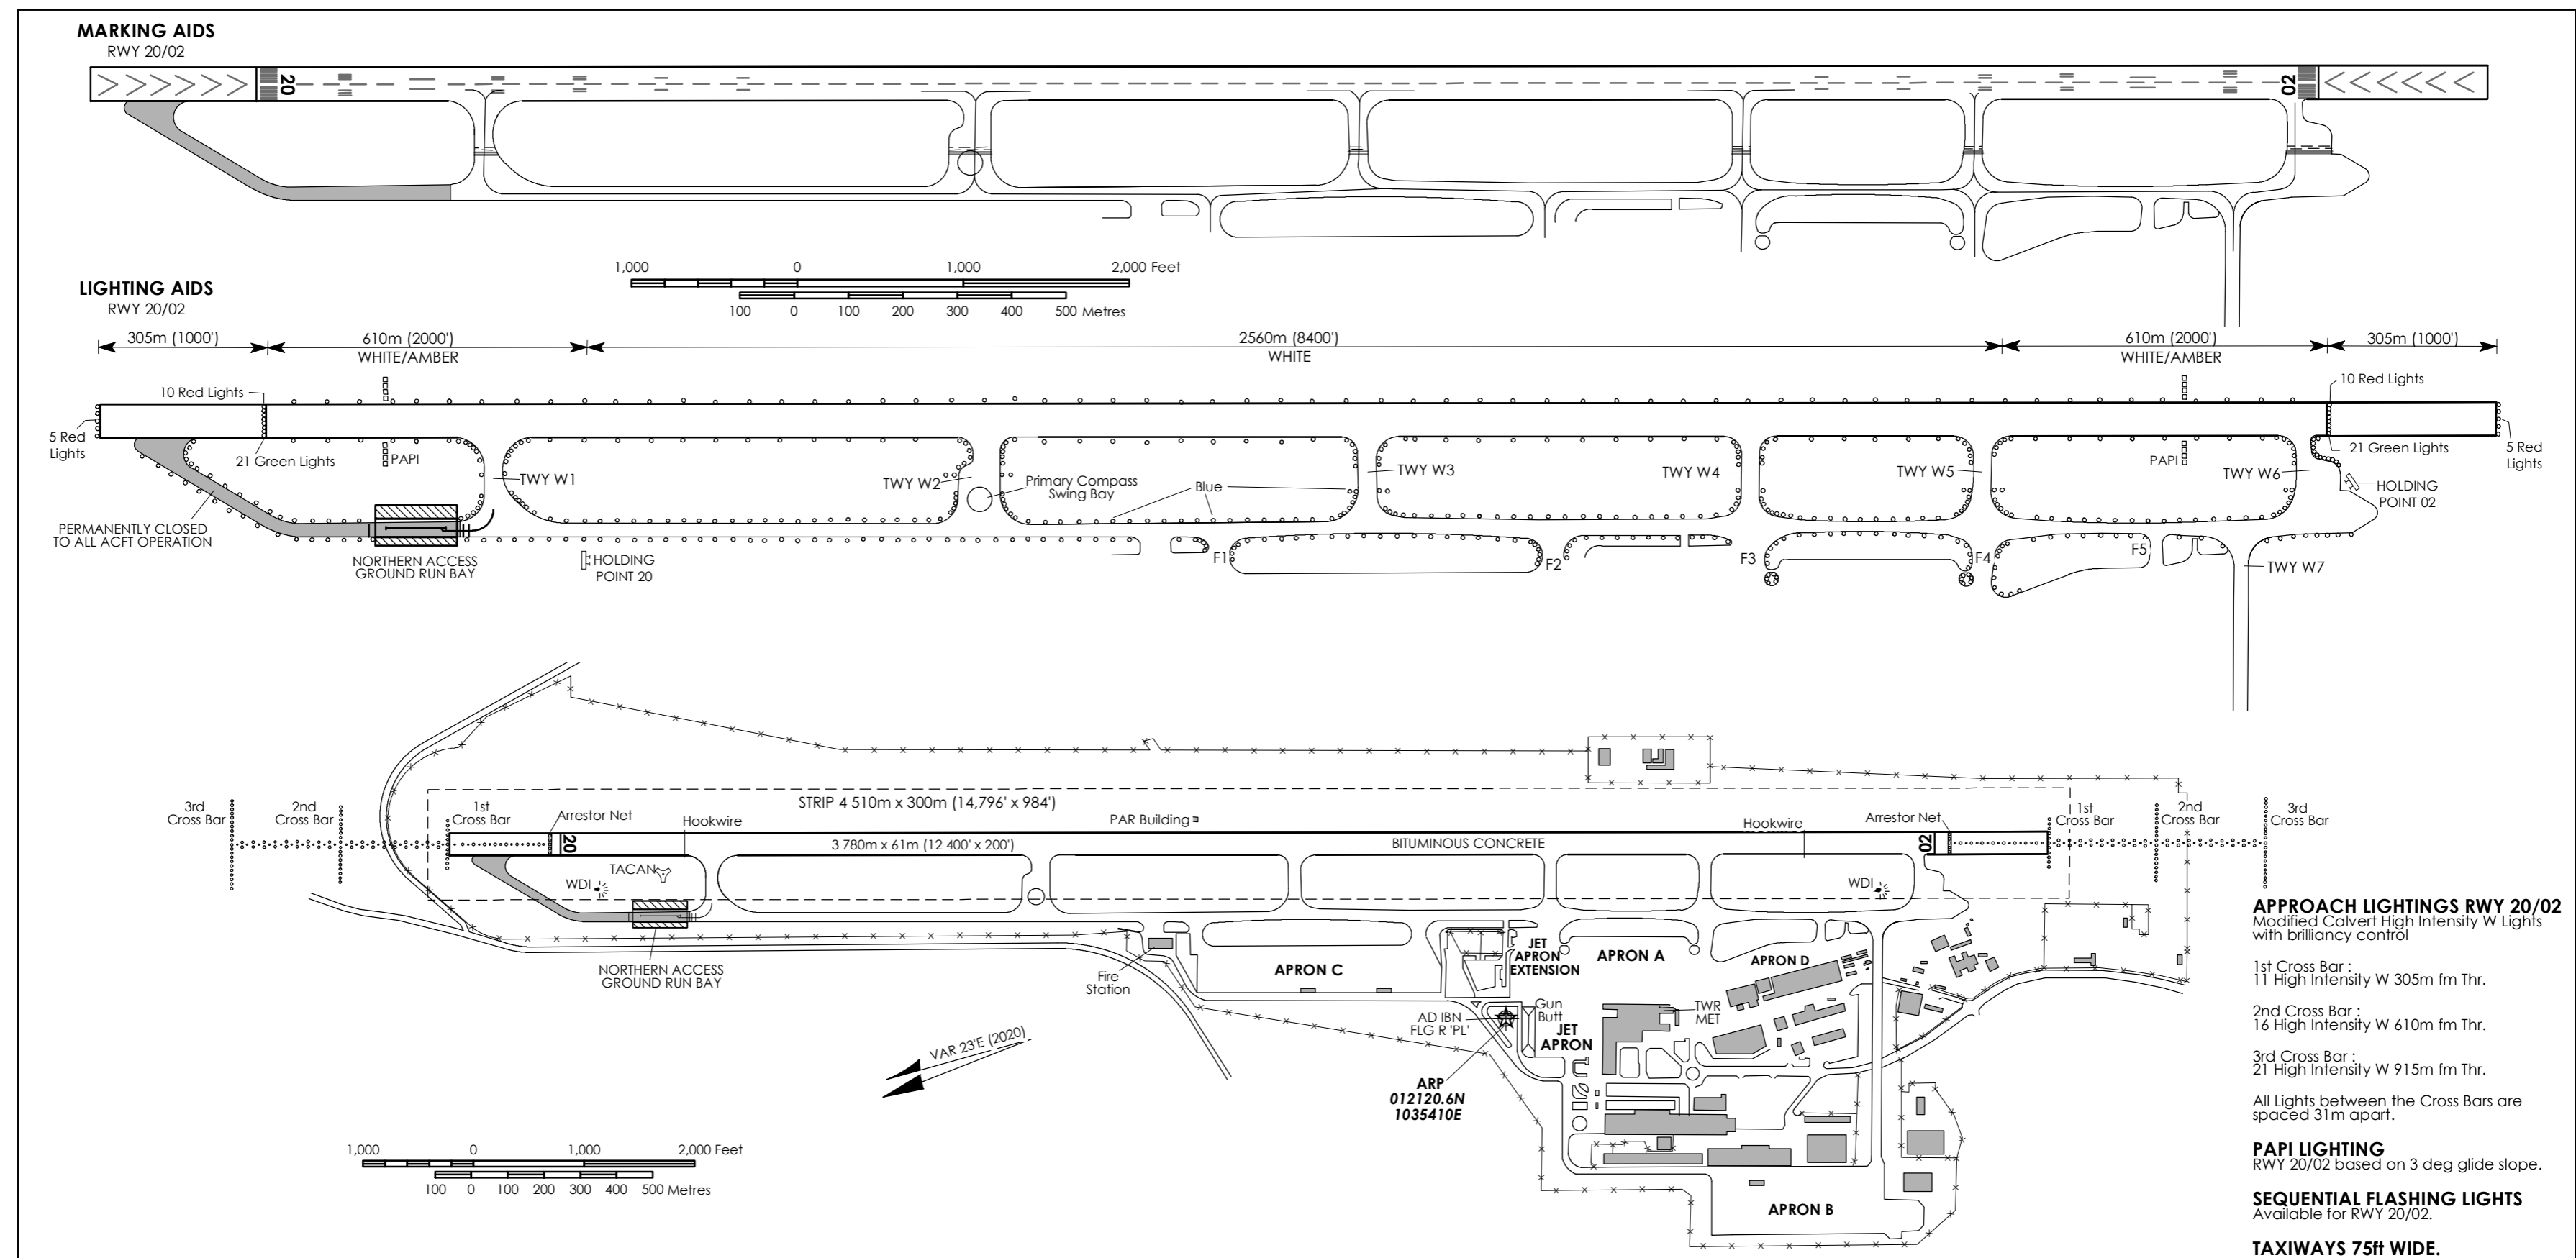 MARKING AIDS
RWY 20/02
20
02
1,000 0 1,000 2,000 Feet
100 0 100 200 300 400 500 Metres
LIGHTING AIDS
RWY 20/02
305m (1000')
610m (2000')
WHITE/AMBER
2560m (8400')
WHITE
610m (2000')
WHITE/AMBER
305m (1000')
10 Red Lights
10 Red Lights
5 Red
Lights
21 Green Lights
PAPI
TWY W1
TWY W2
Primary Compass
Swing Bay
Blue
TWY W3
TWY W4
TWY W5
PAPI
TWY W6
21 Green Lights
5 Red
Lights
HOLDING
POINT 02
PERMANENTLY CLOSED
TO ALL ACFT OPERATION
NORTHERN ACCESS
GROUND RUN BAY
HOLDING
POINT 20
F1
F2
F3
F4
F5
TWY W7
3rd
Cross Bar
2nd
Cross Bar
1st
Cross Bar
Arrestor Net
Hookwire
STRIP 4 510m x 300m (14,796' x 984')
PAR Building
Hookwire
Arrestor Net
1st
Cross Bar
2nd
Cross Bar
3rd
Cross Bar
20
3 780m x 61m (12 400' x 200')
BITUMINOUS CONCRETE
02
TACAN
WDI
WDI
NORTHERN ACCESS
GROUND RUN BAY
Fire
Station
APRON C
JET
APRON
EXTENSION
APRON A
APRON D
AD IBN
FLG R 'PL'
Gun
Butt
JET
APRON
TWR
MET
VAR 23'E (2020)
ARP
012120.6N
1035410E
APRON B
1,000 0 1,000 2,000 Feet
100 0 100 200 300 400 500 Metres
APPROACH LIGHTINGS RWY 20/02
Modified Calvert High Intensity W Lights
with brilliancy control
1st Cross Bar :
11 High Intensity W 305m fm Thr.
2nd Cross Bar :
16 High Intensity W 610m fm Thr.
3rd Cross Bar :
21 High Intensity W 915m fm Thr.
All Lights between the Cross Bars are
spaced 31m apart.
PAPI LIGHTING
RWY 20/02 based on 3 deg glide slope.
SEQUENTIAL FLASHING LIGHTS
Available for RWY 20/02.
TAXIWAYS 75ft WIDE.